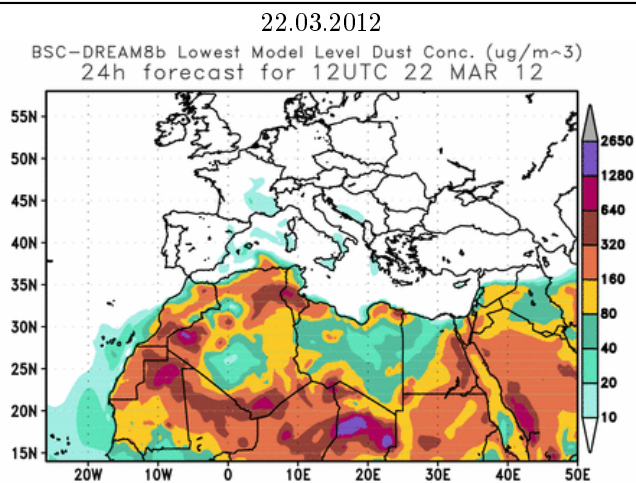 22.03.2012
BSC-DREAM8b Lowest Model Level Dust Conc. (ug/m^3)
24h forecast for 12UTC 22 MAR 12
55N
50N
45N
40N
35N
30N
25N
20N
15N
20W 10W 0 10E 20E 30E 40E 50E
2650
1280
640
320
160
80
40
20
10